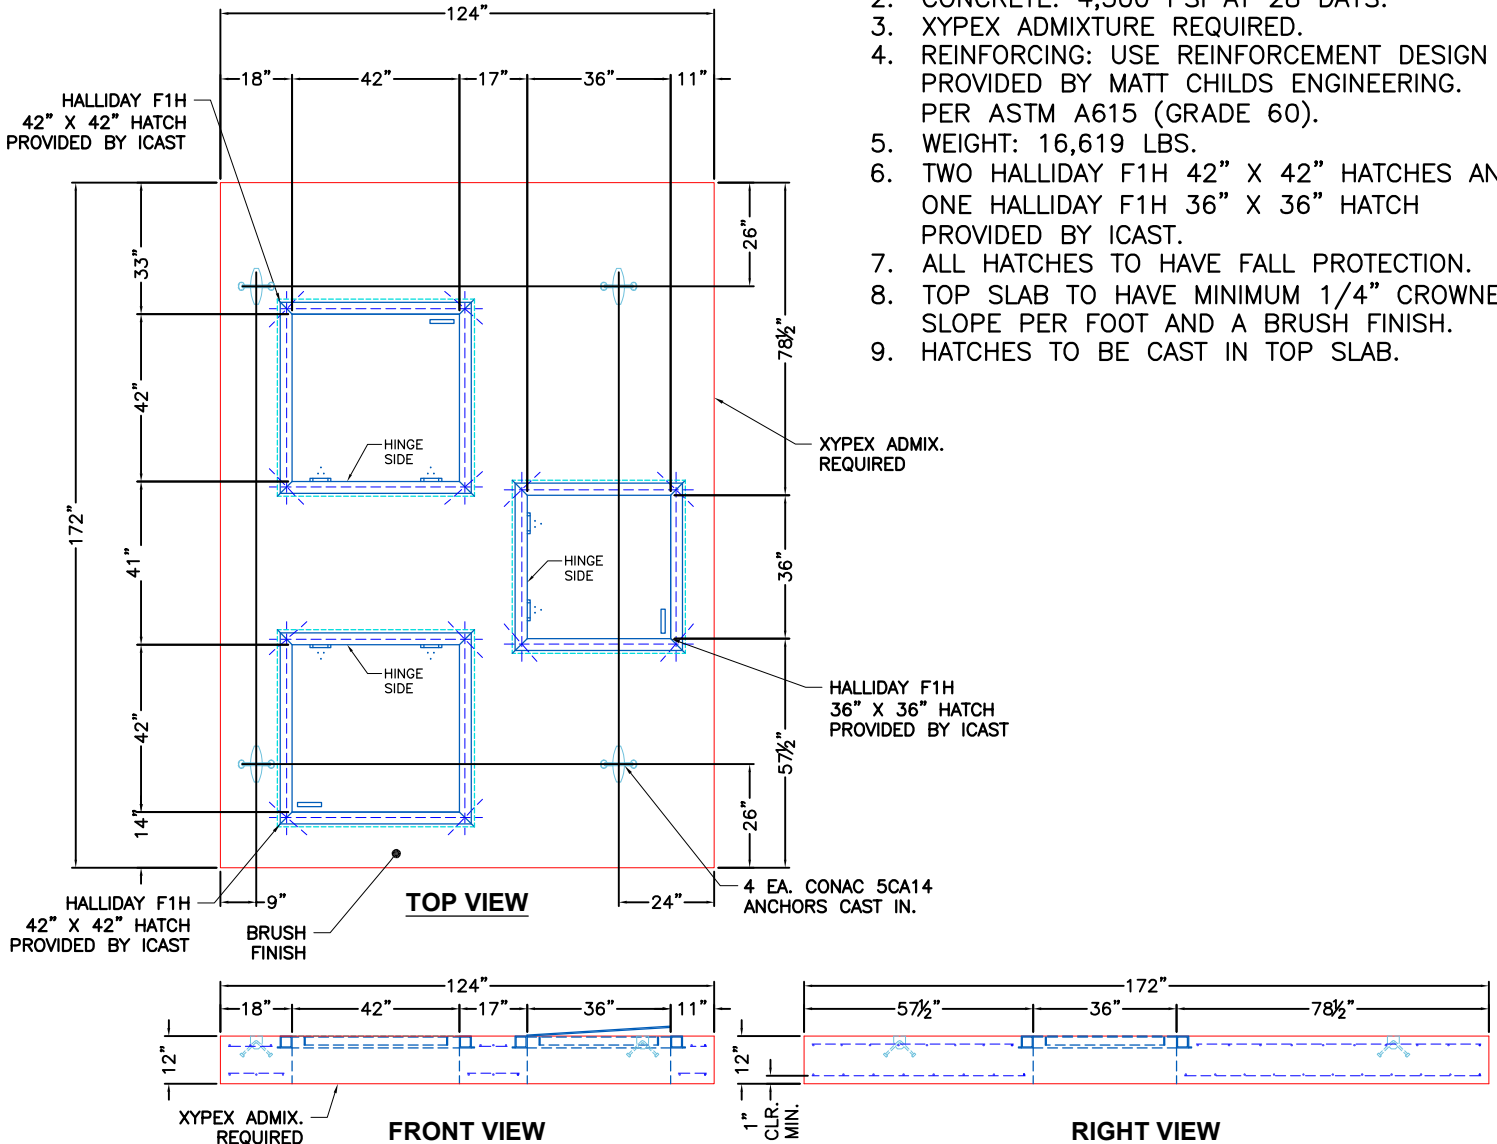 2. CONCRETE: 4,500 PSI AT 28 DAYS.
3. XYPEX ADMIXTURE REQUIRED.
4. REINFORCING: USE REINFORCEMENT DESIGN
PROVIDED BY MATT CHILDS ENGINEERING.
PER ASTM A615 (GRADE 60).
5. WEIGHT: 16,619 LBS.
6. TWO HALLIDAY F1H 42” X 42” HATCHES AN
ONE HALLIDAY F1H 36” X 36” HATCH
PROVIDED BY ICAST.
7. ALL HATCHES TO HAVE FALL PROTECTION.
8. TOP SLAB TO HAVE MINIMUM 1/4” CROWNE
SLOPE PER FOOT AND A BRUSH FINISH.
9. HATCHES TO BE CAST IN TOP SLAB.
124”
18” 42” 17” 36” 11”
HALLIDAY F1H
42” X 42” HATCH
PROVIDED BY ICAST
172”
33”
42”
41”
42”
14”
26”
78½”
36”
57½”
26”
HINGE
SIDE
HINGE
SIDE
HINGE
SIDE
XYPEX ADMIX.
REQUIRED
HALLIDAY F1H
36” X 36” HATCH
PROVIDED BY ICAST
4 EA. CONAC 5CA14
ANCHORS CAST IN.
9”
24”
HALLIDAY F1H
42” X 42” HATCH
PROVIDED BY ICAST
BRUSH
FINISH
TOP VIEW
124”
18” 42” 17” 36” 11”
12”
XYPEX ADMIX.
REQUIRED
FRONT VIEW
172”
57½” 36” 78½”
12”
1”
CLR.
MIN.
RIGHT VIEW